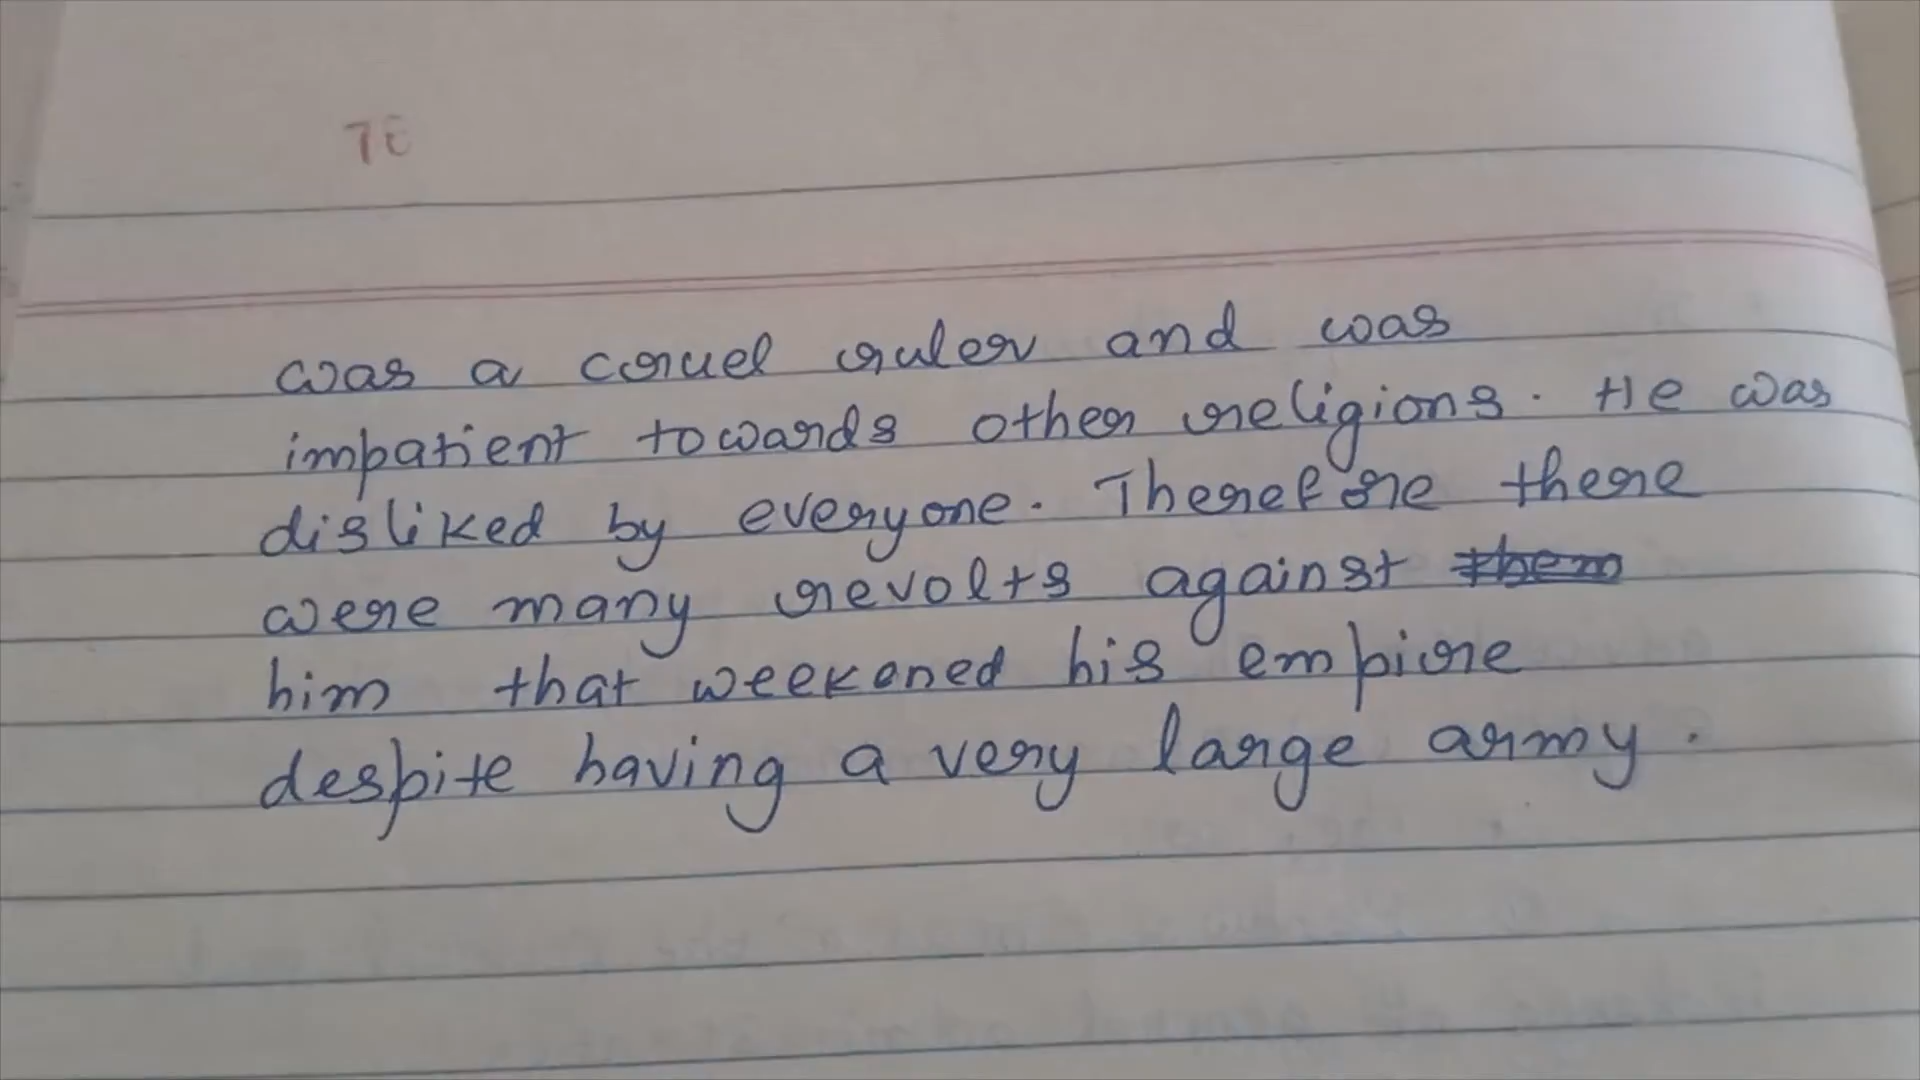 was a cruel ruler and was
impatient towards other religions. He was
disliked by everyone. Therefore there
were many revolts against them
him that weekened his empire
despite having a very large army.